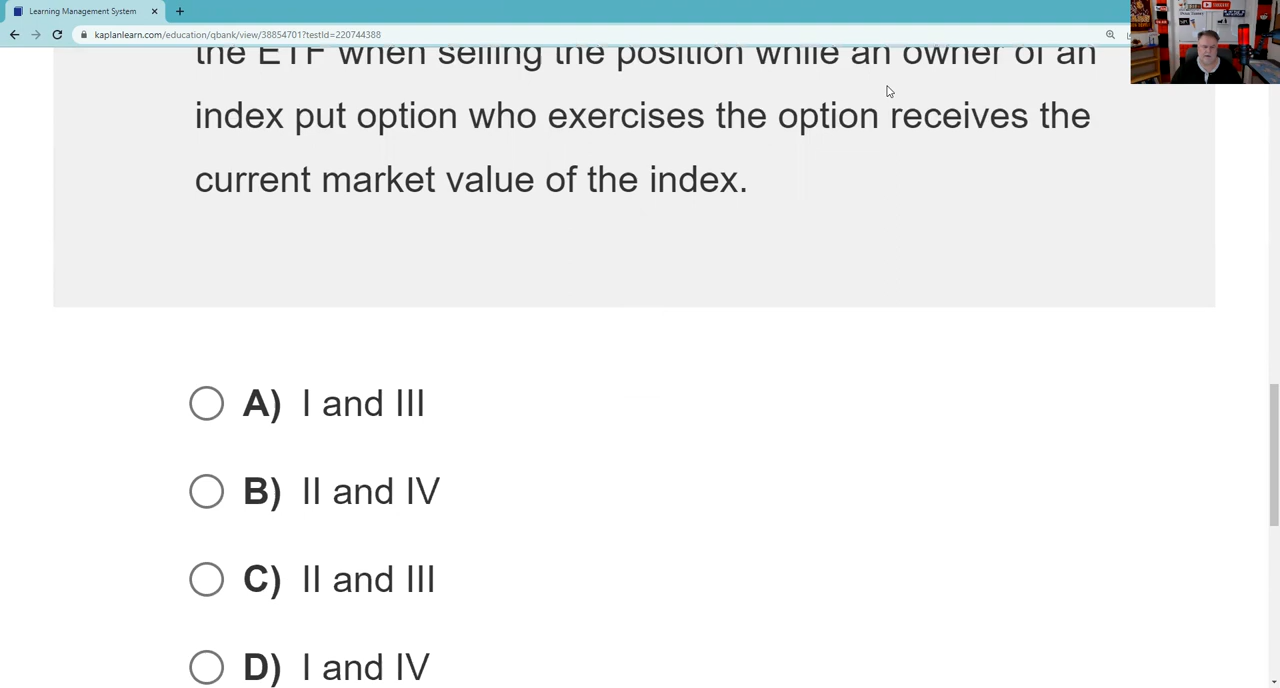 Learning Management System
kaplanlearn.com/education/qbank/view/38854701?testId=220744388
the ETF when selling the position while an owner of an
index put option who exercises the option receives the
current market value of the index.
A) I and III
B) II and IV
C) II and III
D) I and IV